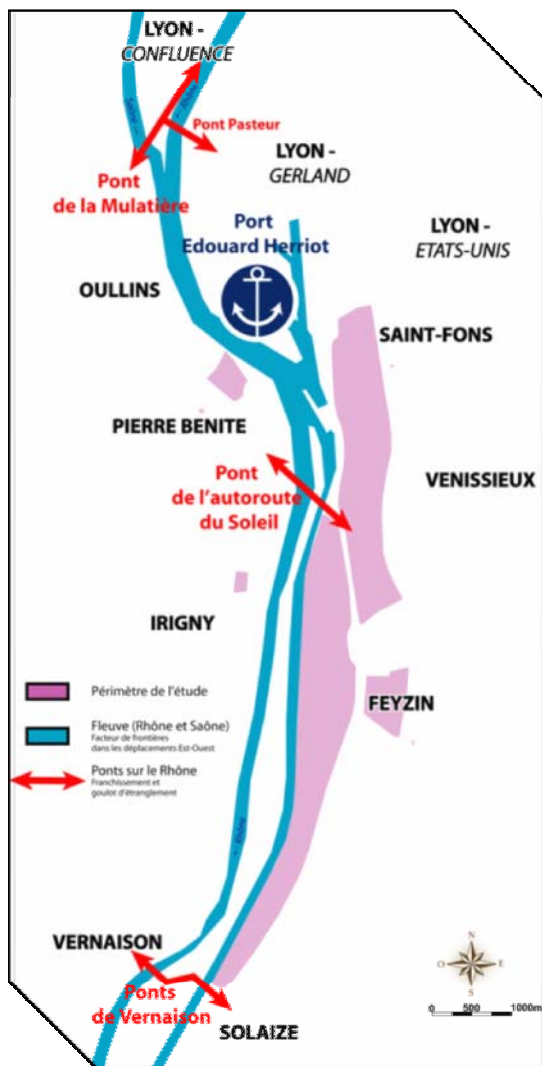 LYON -
CONFLUENCE
Saône
← Rhône
Pont Pasteur
LYON -
GERLAND
Pont
de la Mulatière
Port
Edouard Herriot
LYON -
ETATS-UNIS
OULLINS
SAINT-FONS
PIERRE BENITE
VENISSIEUX
Pont
de l'autoroute
du Soleil
IRIGNY
Périmètre de l'étude
FEYZIN
Fleuve (Rhône et Saône)
Facteur de frontières
dans les déplacements Est-Ouest
Ponts sur le Rhône
Franchissement et
goulot d'étranglement
← Rhône
VERNAISON
N
O
E
S
Ponts
de Vernaison
0 500 1000m
SOLAIZE